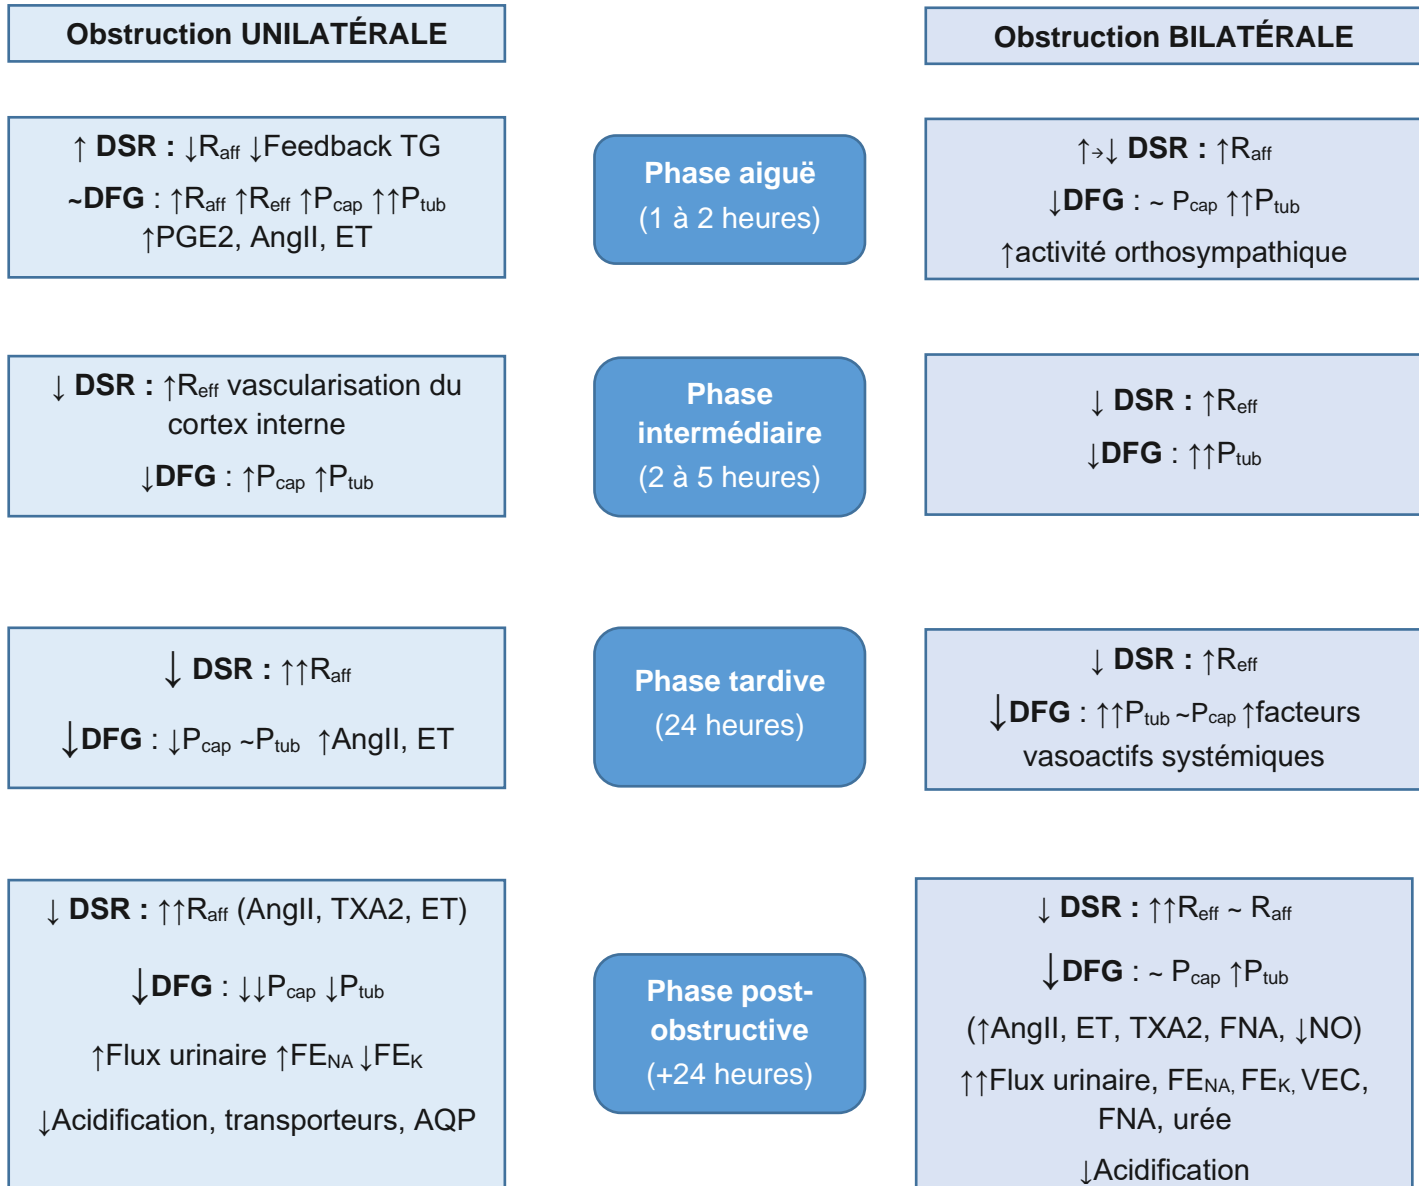 Obstruction UNILATÉRALE
Obstruction BILATÉRALE
↑ DSR : ↓Raff ↓Feedback TG
~DFG : ↑Raff ↑Reff ↑Pcap ↑↑Ptub
↑PGE2, AngII, ET
Phase aiguë
(1 à 2 heures)
↑→↓ DSR : ↑Raff
↓DFG : ~ Pcap ↑↑Ptub
↑activité orthosympathique
↓ DSR : ↑Reff vascularisation du
cortex interne
↓DFG : ↑Pcap ↑Ptub
Phase
intermédiaire
(2 à 5 heures)
↓ DSR : ↑Reff
↓DFG : ↑↑Ptub
↓ DSR : ↑↑Raff
↓DFG : ↓Pcap ~Ptub ↑AngII, ET
Phase tardive
(24 heures)
↓ DSR : ↑Reff
↓DFG : ↑↑Ptub ~Pcap ↑facteurs
vasoactifs systémiques
↓ DSR : ↑↑Raff (AngII, TXA2, ET)
↓DFG : ↓↓Pcap ↓Ptub
↑Flux urinaire ↑FENA ↓FEK
↓Acidification, transporteurs, AQP
Phase post-
obstructive
(+24 heures)
↓ DSR : ↑↑Reff ~ Raff
↓DFG : ~ Pcap ↑Ptub
(↑AngII, ET, TXA2, FNA, ↓NO)
↑↑Flux urinaire, FENA, FEK, VEC,
FNA, urée
↓Acidification